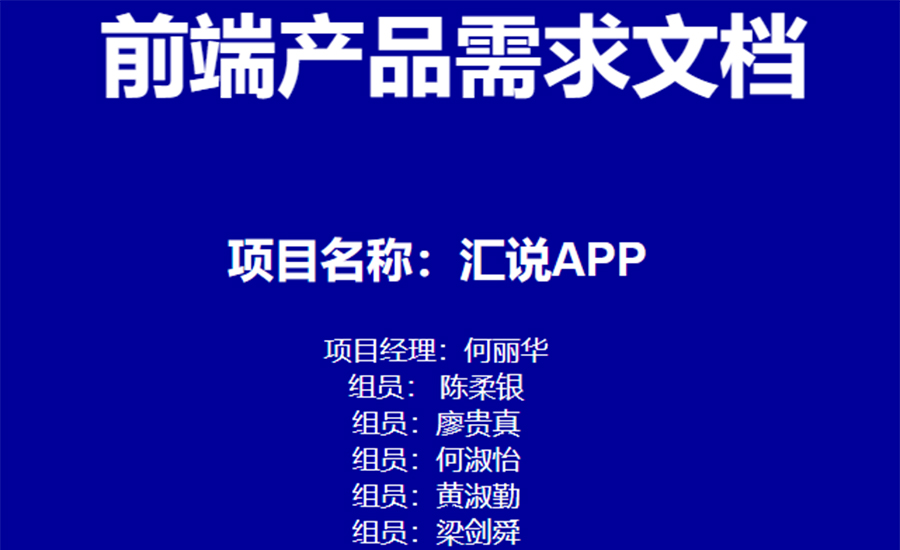 前端产品需求文档
项目名称：汇说APP
项目经理：何丽华
组员： 陈柔银
组员：廖贵真
组员：何淑怡
组员：黄淑勤
组员：梁剑舜